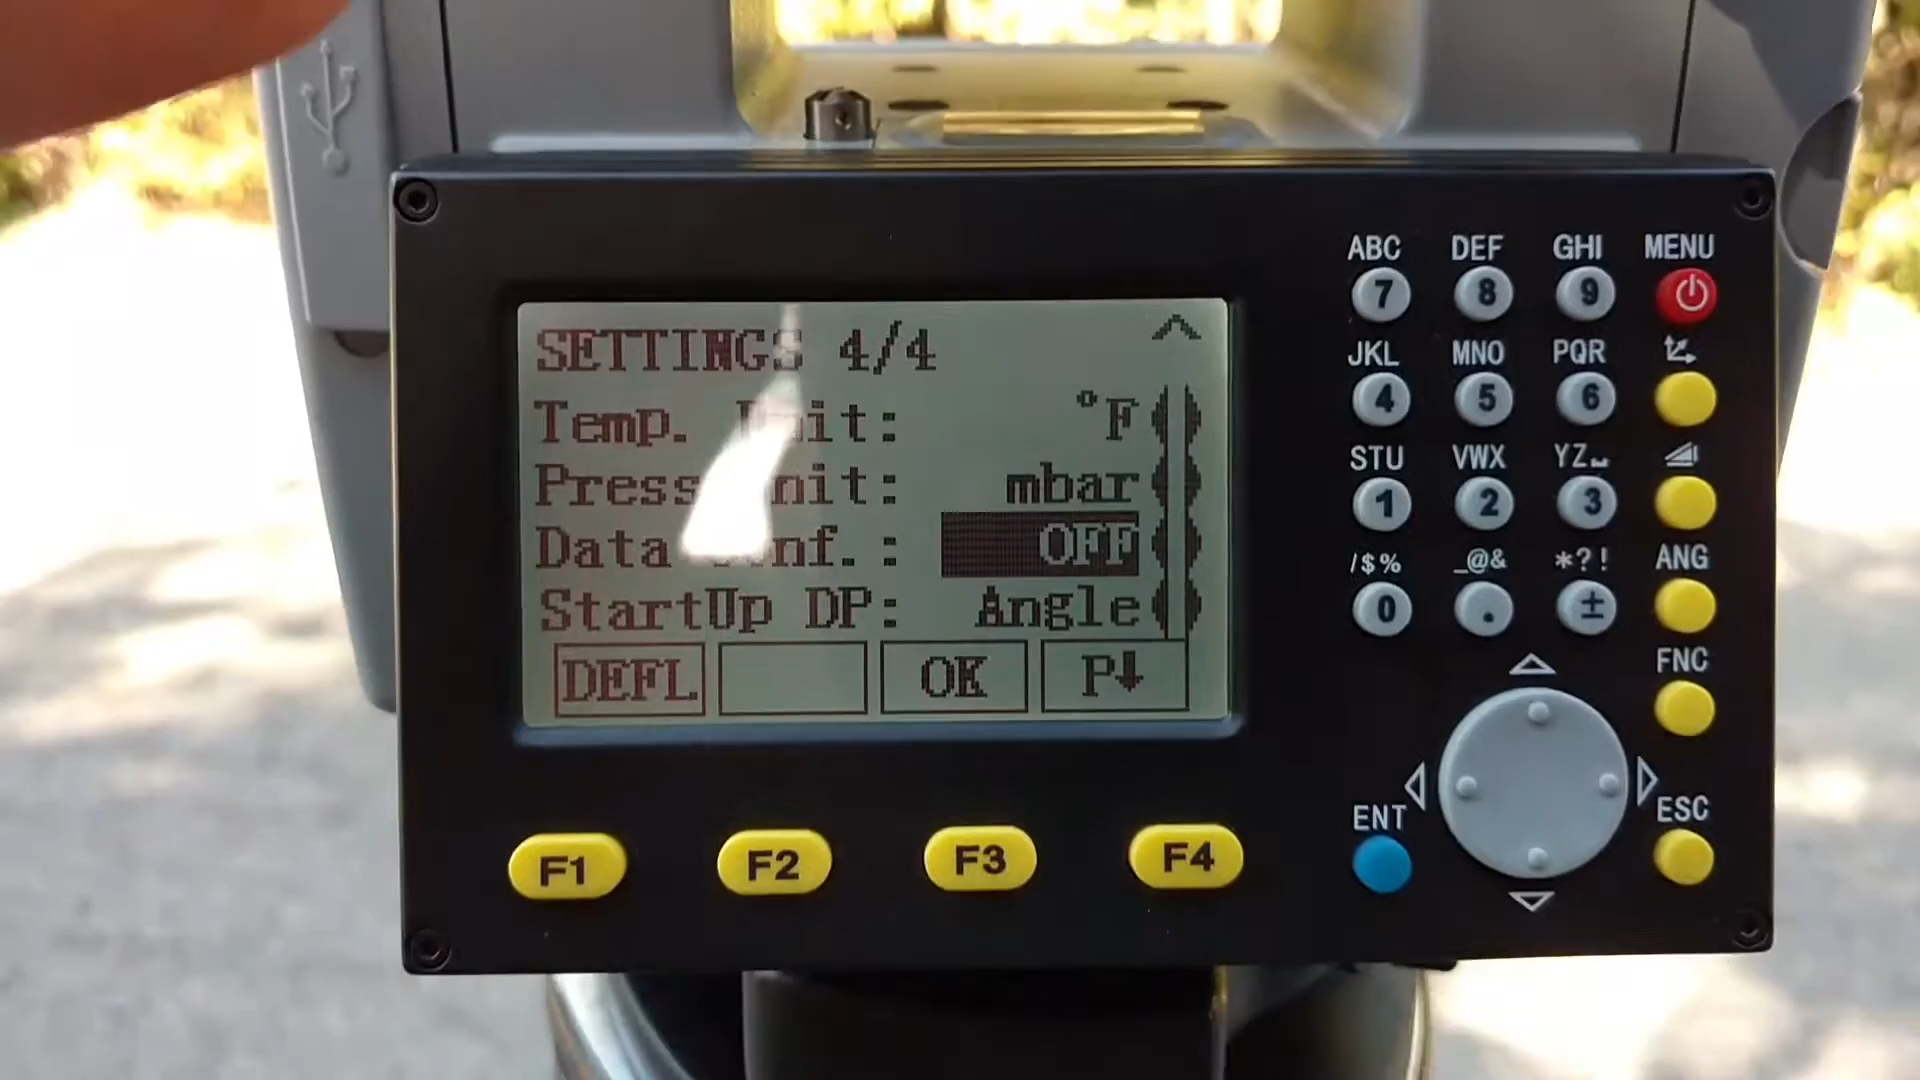 SETTINGS 4/4
Temp. Unit: °F
Press Unit: mbar
Data Conf.: OFF
StartUp DP: Angle
DEFL OK P↓
F1 F2 F3 F4
ABC DEF GHI MENU
7 8 9
JKL MNO PQR
4 5 6
STU VWX YZ␣
1 2 3
/$% _@& *?! ANG
0 . ±
FNC
ENT ESC